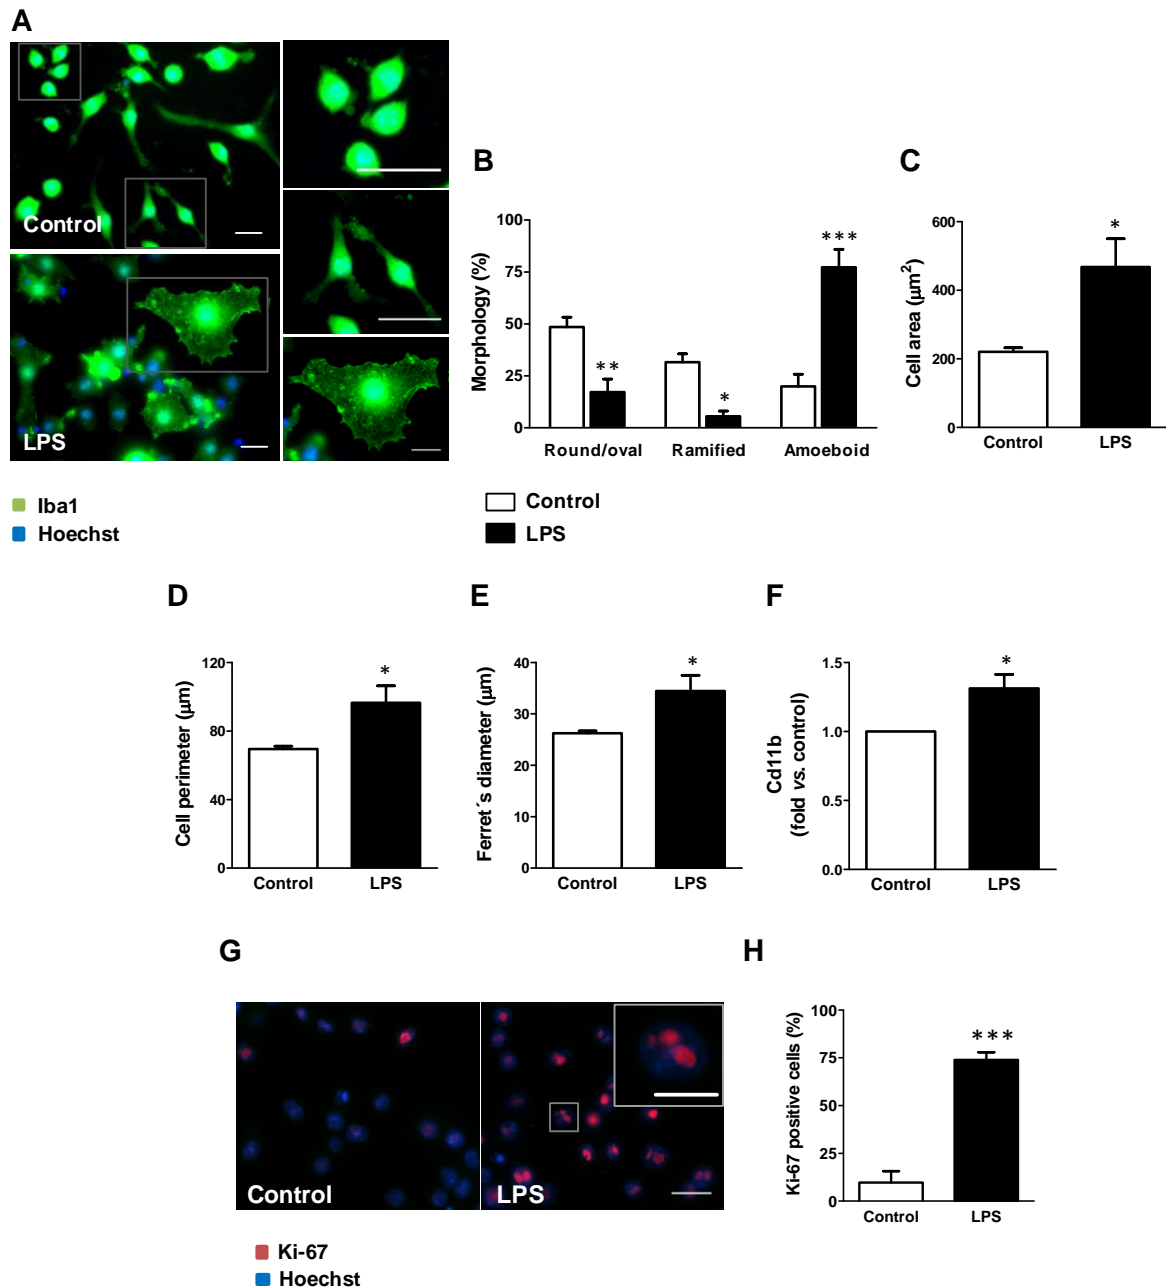 A
Control
LPS
Iba1
Hoechst
B
Morphology (%)
100
75
50
25
0
** 
*
***
Round/oval Ramified Amoeboid
Control
LPS
C
Cell area (µm²)
600
400
200
0
*
Control LPS
D
Cell perimeter (µm)
120
80
40
0
*
Control LPS
E
Ferret´s diameter (µm)
40
30
20
10
0
*
Control LPS
F
Cd11b
(fold vs. control)
1.5
1.0
0.5
0.0
*
Control LPS
G
Control
LPS
Ki-67
Hoechst
H
Ki-67 positive cells (%)
100
75
50
25
0
***
Control LPS